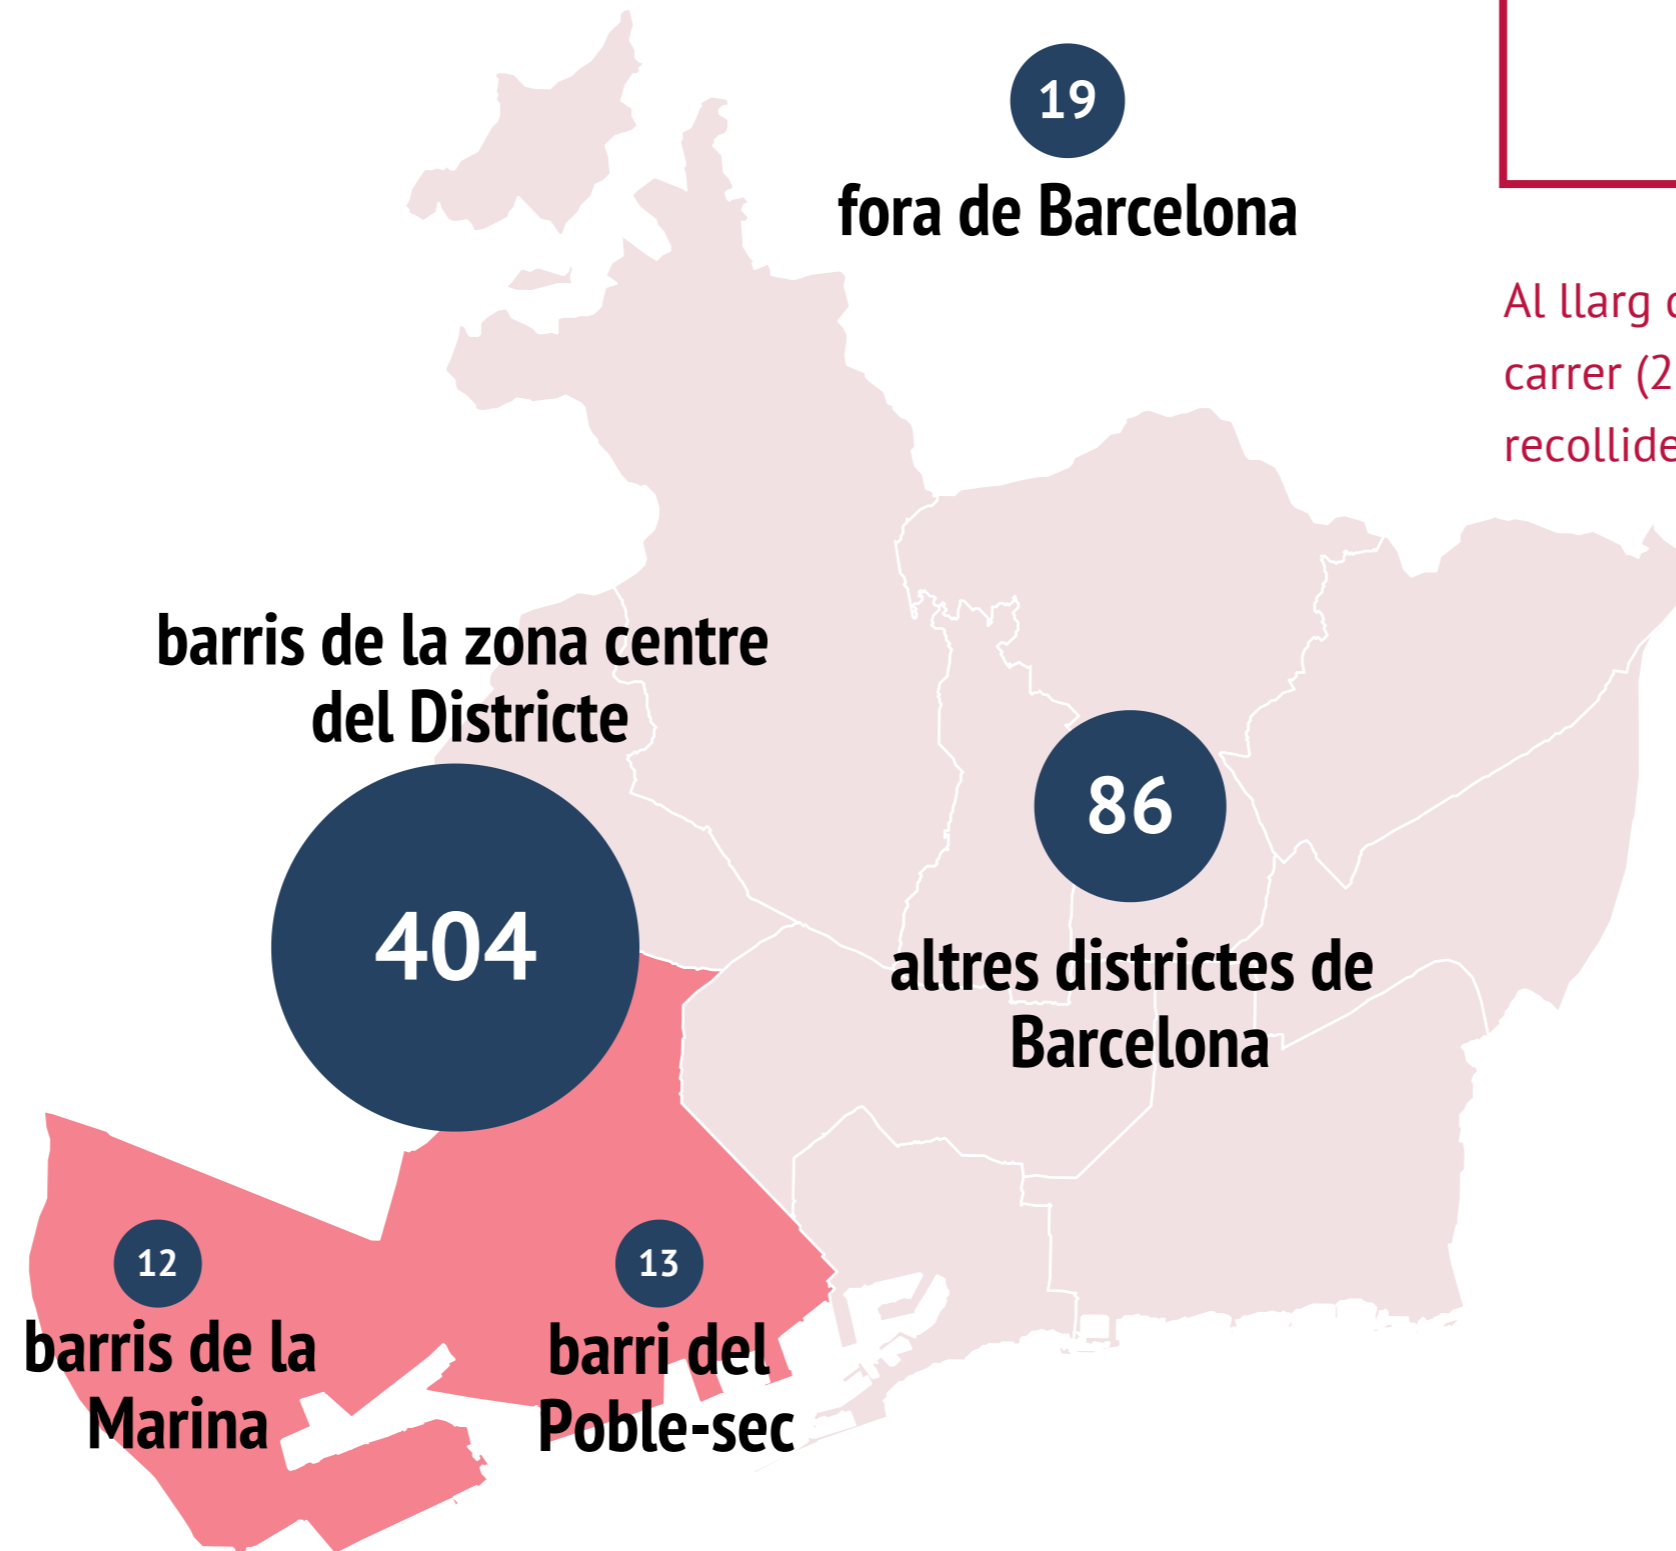 19
fora de Barcelona
Al llarg
carrer (2
barris de la zona centre
del Districte
404
86
altres districtes de
Barcelona
12
barris de la
Marina
13
barri del
Poble-sec